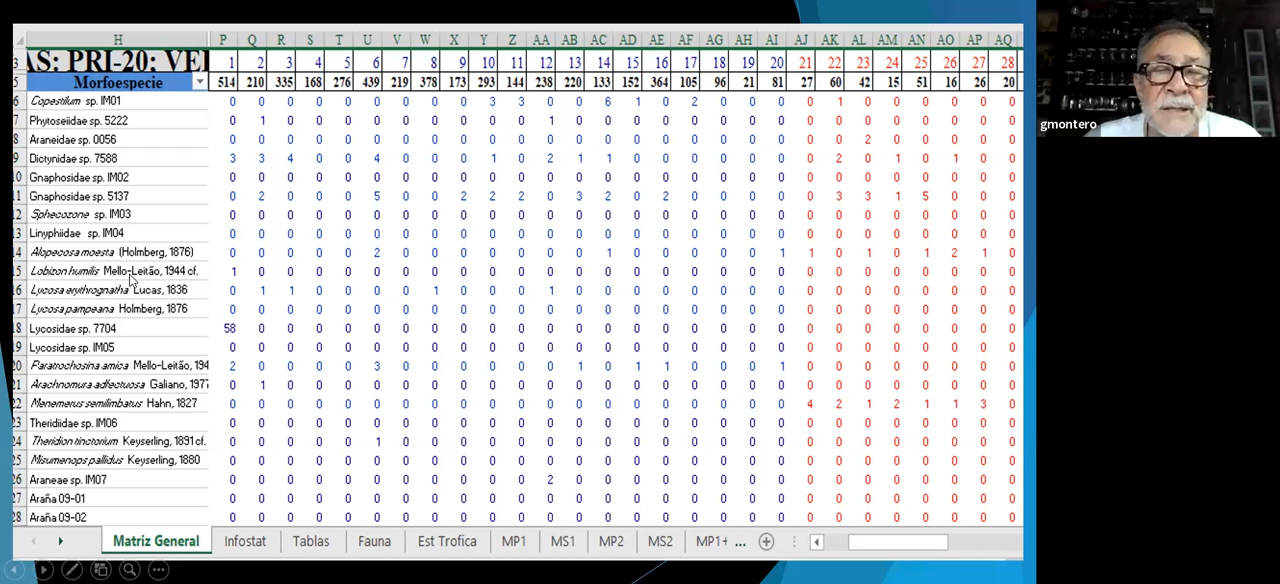 H P Q R S T U V W X Y Z AA AB AC AD AE AF AG AH AI AJ AK AL AM AN AO AP AQ
3 AS: PRI-20: VEI 1 2 3 4 5 6 7 8 9 10 11 12 13 14 15 16 17 18 19 20 21 22 23 24 25 26 27 28
5 Morfoespecie 514 210 335 168 276 439 219 378 173 293 144 238 220 133 152 364 105 96 21 81 27 60 42 15 51 16 26 20
6 Copestilum sp. IM01 0 0 0 0 0 0 0 0 0 3 3 0 0 6 1 0 2 0 0 0 0 1 0 0 0 0 0 0
7 Phytoseiidae sp. 5222 0 1 0 0 0 0 0 0 0 0 0 1 0 0 0 0 0 0 0 0 0 0 0 0 0 0 0 0
8 Araneidae sp. 0056 0 0 0 0 0 0 0 0 0 0 0 0 0 0 0 0 0 0 0 0 0 0 2 0 0 0 0 0
9 Dictynidae sp. 7588 3 3 4 0 0 4 0 0 0 1 0 2 1 1 0 0 0 0 0 0 0 2 0 1 0 1 0 0
10 Gnaphosidae sp. IM02 0 0 0 0 0 0 0 0 0 0 0 0 0 0 0 0 0 0 0 0 0 0 0 0 0 0 0 0
11 Gnaphosidae sp. 5137 0 2 0 0 0 5 0 0 2 2 2 0 3 2 0 2 0 0 0 0 0 3 3 1 5 0 0 0
12 Sphecozone sp. IM03 0 0 0 0 0 0 0 0 0 0 0 0 0 0 0 0 0 0 0 0 0 0 0 0 0 0 0 0
13 Linyphiidae sp. IM04 0 0 0 0 0 0 0 0 0 0 0 0 0 0 0 0 0 0 0 0 0 0 0 0 0 0 0 0
14 Alopecosa moesta (Holmberg, 1876) 0 0 0 0 0 2 0 0 0 0 0 0 0 1 0 0 0 0 0 1 1 0 1 0 1 2 1 0
15 Lobizon humilis Mello-Leitão, 1944 cf. 1 0 0 0 0 0 0 0 0 0 0 0 0 0 0 0 0 0 0 0 0 0 0 0 0 0 0 0
16 Lycosa erythrognatha Lucas, 1836 0 1 1 0 0 0 0 1 0 0 0 1 0 0 0 0 0 0 0 0 0 0 0 0 0 0 0 0
17 Lycosa pampeana Holmberg, 1876 0 0 0 0 0 0 0 0 0 0 0 0 0 0 0 0 0 0 0 0 0 0 0 0 0 0 0 0
18 Lycosidae sp. 7704 58 0 0 0 0 0 0 0 0 0 0 0 0 0 0 0 0 0 0 0 0 0 0 0 0 0 0 0
19 Lycosidae sp. IM05 0 0 0 0 0 0 0 0 0 0 0 0 0 0 0 0 0 0 0 0 0 0 0 0 0 0 0 0
20 Paratrochosina amica Mello-Leitão, 194 2 0 0 0 0 3 0 0 0 0 0 0 1 0 1 1 0 0 0 1 0 0 0 0 0 0 0 0
21 Arachnomura adfectuosa Galiano, 1977 0 1 0 0 0 0 0 0 0 0 0 0 0 0 0 0 0 0 0 0 0 0 0 0 0 0 0 0
22 Menemerus semilimbatus Hahn, 1827 0 0 0 0 0 0 0 0 0 0 0 0 0 0 0 0 0 0 0 0 4 2 1 2 1 1 3 0
23 Theridiidae sp. IM06 0 0 0 0 0 0 0 0 0 0 0 0 0 0 0 0 0 0 0 0 0 0 0 0 0 0 0 0
24 Theridion tinctorium Keyserling, 1891 cf. 0 0 0 0 0 1 0 0 0 0 0 0 0 0 0 0 0 0 0 0 0 0 0 0 0 0 0 0
25 Misumenops pallidus Keyserling, 1880 0 0 0 0 0 0 0 0 0 0 0 0 0 0 0 0 0 0 0 0 0 0 0 0 0 0 0 0
26 Araneae sp. IM07 0 0 0 0 0 0 0 0 0 0 0 2 0 0 0 0 0 0 0 0 0 0 0 0 0 0 0 0
27 Araña 09-01 0 0 0 0 0 0 0 0 0 0 0 0 0 0 0 0 0 0 0 0 0 0 0 0 0 0 0 0
28 Araña 09-02 0 0 0 0 0 0 0 0 0 0 0 0 0 0 0 0 0 0 0 0 0 0 0 0 0 0 0 0
Matriz General Infostat Tablas Fauna Est Trofica MP1 MS1 MP2 MS2 MP1+ ...
gmontero